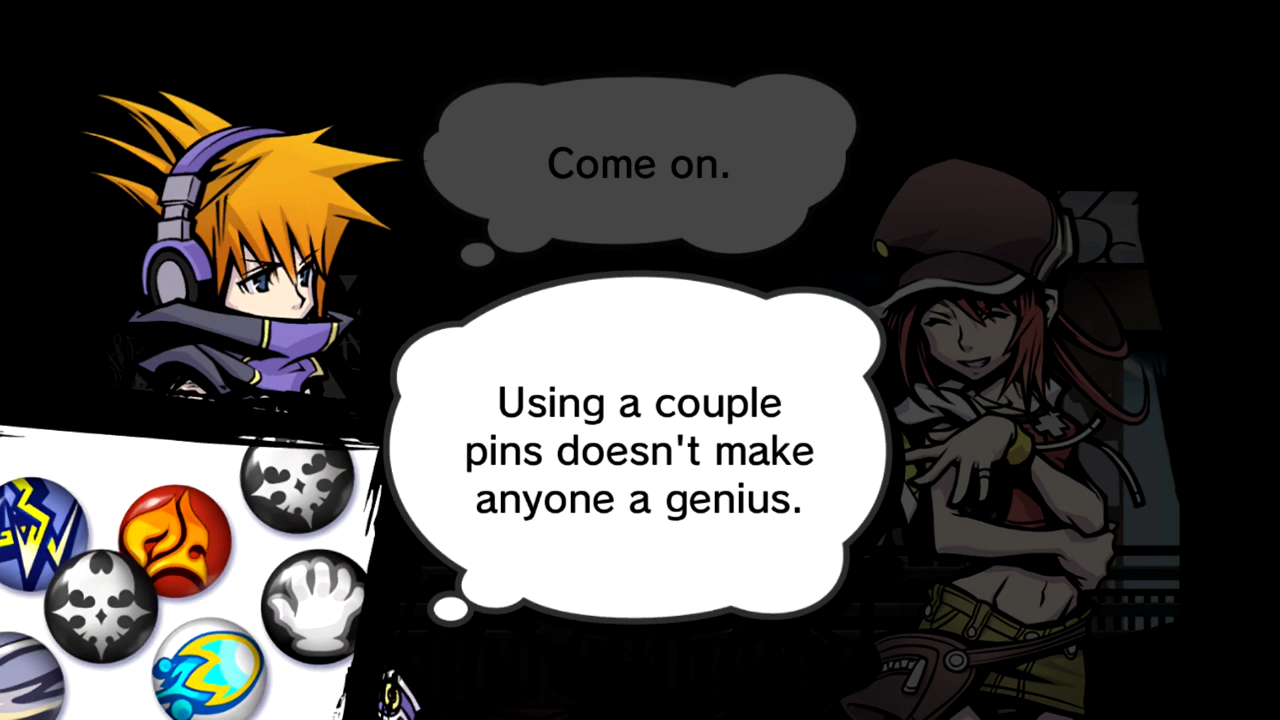 Come on.
Using a couple
pins doesn't make
anyone a genius.